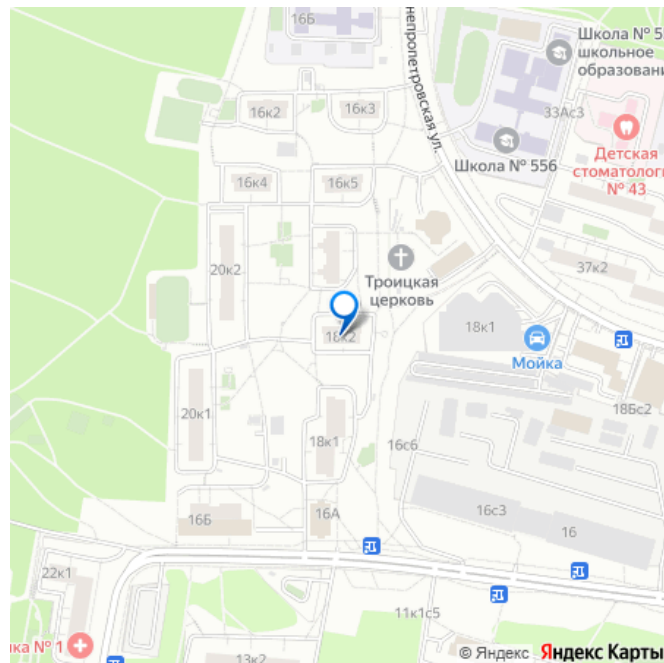 16Б
непропетровская ул.
Школа № 5
школьное
образовани
16к2
16к3
33Ас3
Детская
стоматологи
№ 43
Школа № 556
16к4
16к5
20к2
Троицкая
церковь
37к2
18к2
18к1
Мойка
20к1
18Бс2
18к1
16с6
16с3
16А
16Б
16
22к1
11к1с5
ика № 1
13к2
© Яндекс Яндекс Карты